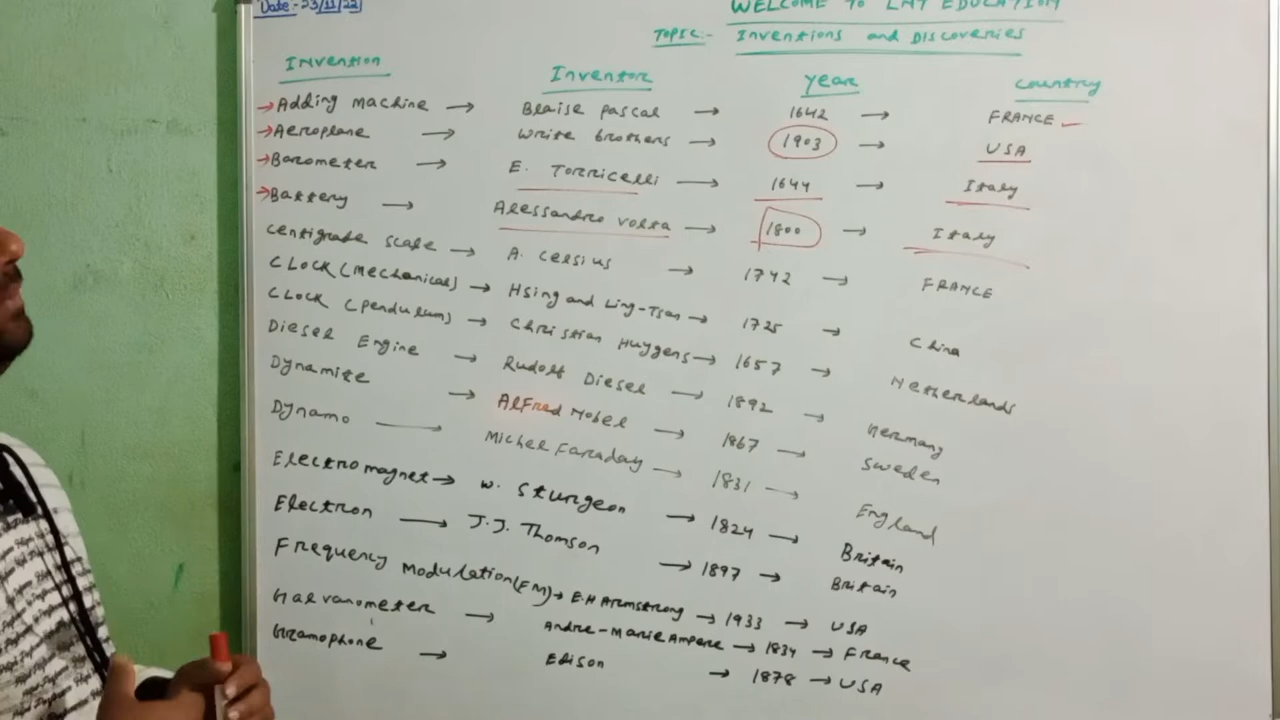 Date:- 23/11/22
WELCOME TO LMT EDUCATION
TOPIC:- Inventions and DISCOVERIES
INVENTION Inventor year country
Adding machine → Blaise pascal → 1642 → FRANCE
Aeroplane → Write brothers → 1903 → USA
Barometer → E. TORRICELLI → 1644 → Italy
Battery → Alessandro volta → 1800 → Italy
centigrade scale → A. celsius → 1742 → FRANCE
CLOCK (Mechanical) → Hsing and Ling-Tsan → 1725 → China
CLOCK (pendulum) → Christian Huygens → 1657 → Netherlands
Diesel Engine → Rudolf Diesel → 1892 → Germany
Dynamite → Alfred Nobel → 1867 → Sweden
Dynamo → Michel Faraday → 1831 → England
Electromagnet → W. Sturgeon → 1824 → Britain
Electron → J.J. Thomson → 1897 → Britain
Frequency Modulation (FM) → E.H Armstrong → 1933 → USA
Galvanometer → Andre-Marie Ampere → 1834 → France
Gramophone → Edison → 1878 → USA